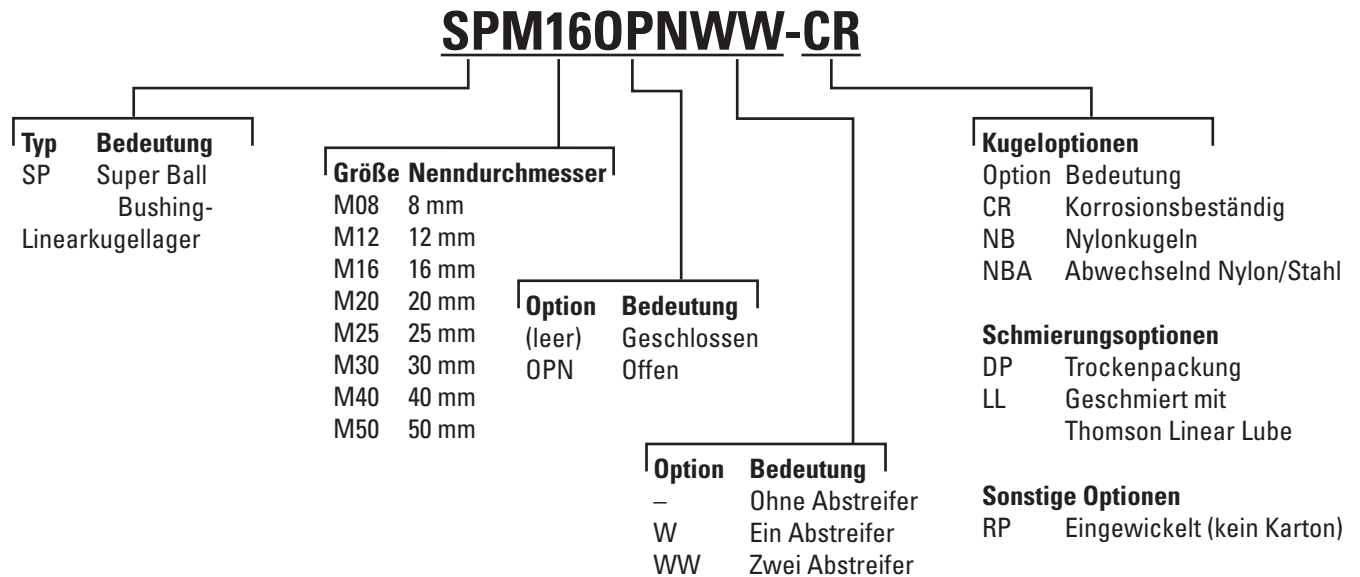 SPM16OPNWW-CR
Typ Bedeutung
SP Super Ball
Bushing-
Linearkugellager
Größe Nenndurchmesser
M08 8 mm
M12 12 mm
M16 16 mm
M20 20 mm
M25 25 mm
M30 30 mm
M40 40 mm
M50 50 mm
Option Bedeutung
(leer) Geschlossen
OPN Offen
Option Bedeutung
– Ohne Abstreifer
W Ein Abstreifer
WW Zwei Abstreifer
Kugeloptionen
Option Bedeutung
CR Korrosionsbeständig
NB Nylonkugeln
NBA Abwechselnd Nylon/Stahl
Schmierungsoptionen
DP Trockenpackung
LL Geschmiert mit
Thomson Linear Lube
Sonstige Optionen
RP Eingewickelt (kein Karton)